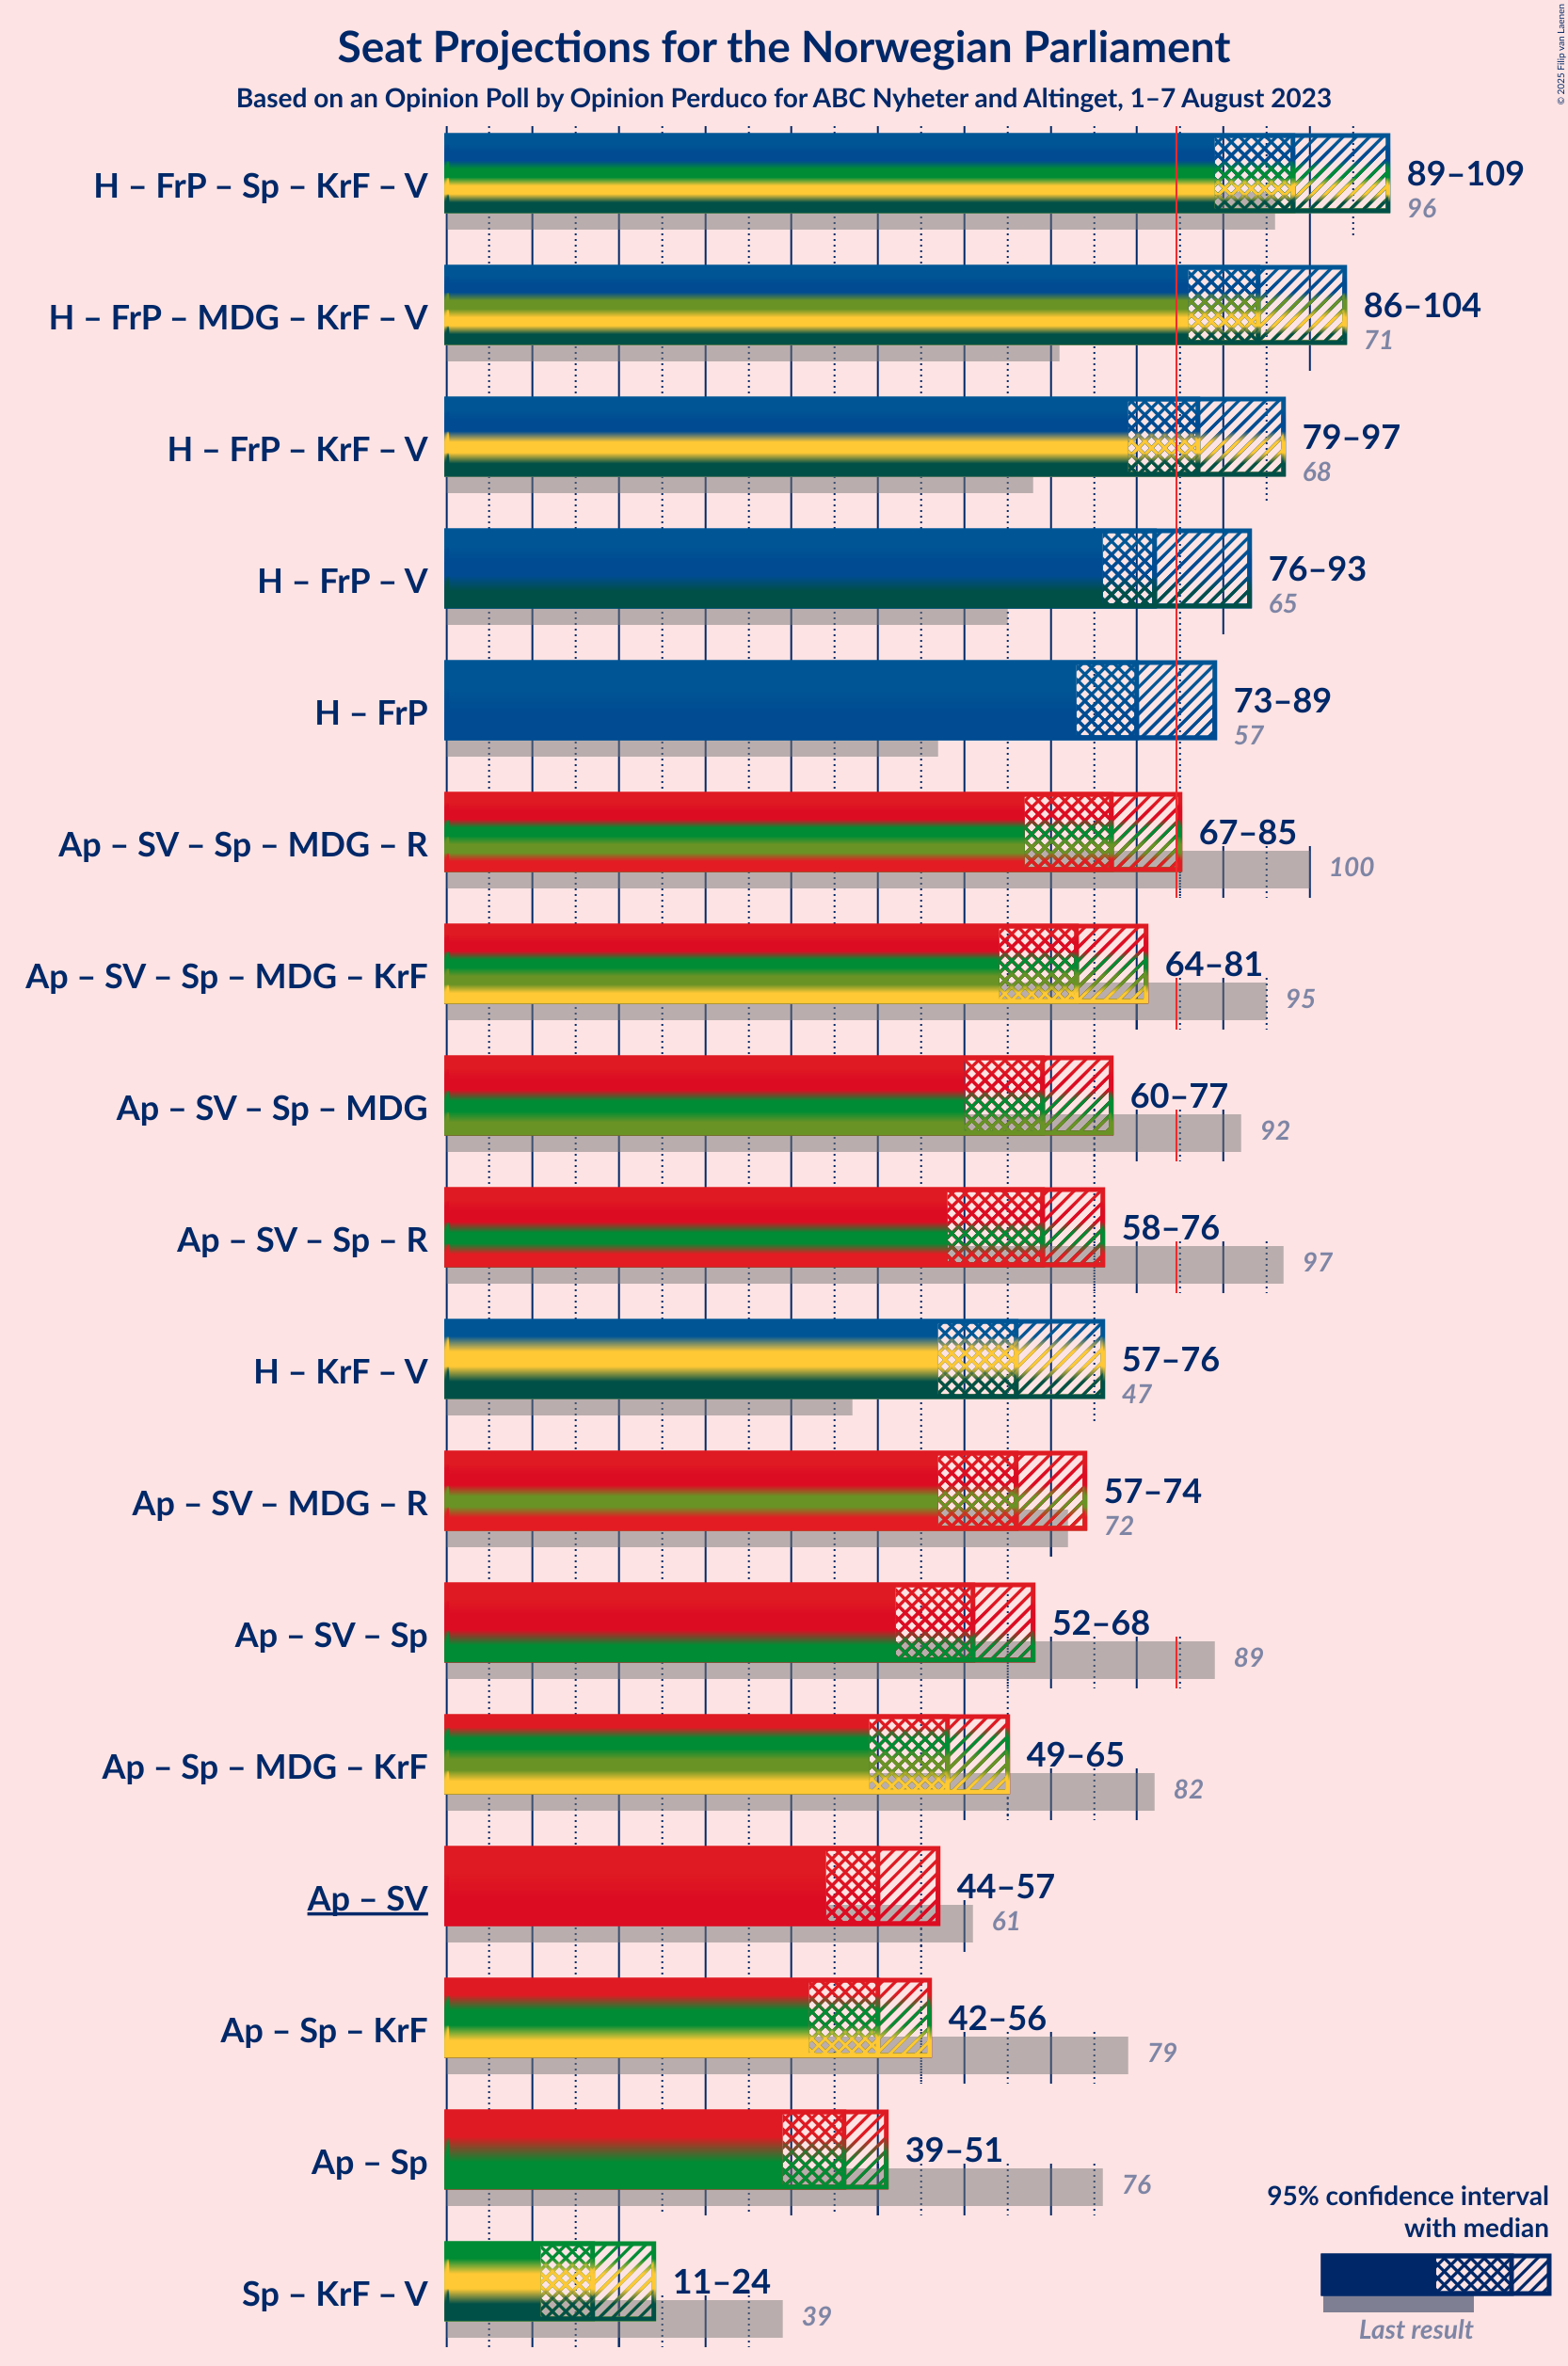 © 2025 Filip van Laenen
Seat Projections for the Norwegian Parliament
Based on an Opinion Poll by Opinion Perduco for ABC Nyheter and Altinget, 1–7 August 2023
H – FrP – Sp – KrF – V
89–109
96
H – FrP – MDG – KrF – V
86–104
71
H – FrP – KrF – V
79–97
68
H – FrP – V
76–93
65
H – FrP
73–89
57
Ap – SV – Sp – MDG – R
67–85
100
Ap – SV – Sp – MDG – KrF
64–81
95
Ap – SV – Sp – MDG
60–77
92
Ap – SV – Sp – R
58–76
97
H – KrF – V
57–76
47
Ap – SV – MDG – R
57–74
72
Ap – SV – Sp
52–68
89
Ap – Sp – MDG – KrF
49–65
82
Ap – SV
44–57
61
Ap – Sp – KrF
42–56
79
Ap – Sp
39–51
76
Sp – KrF – V
11–24
39
95% confidence interval
with median
Last result